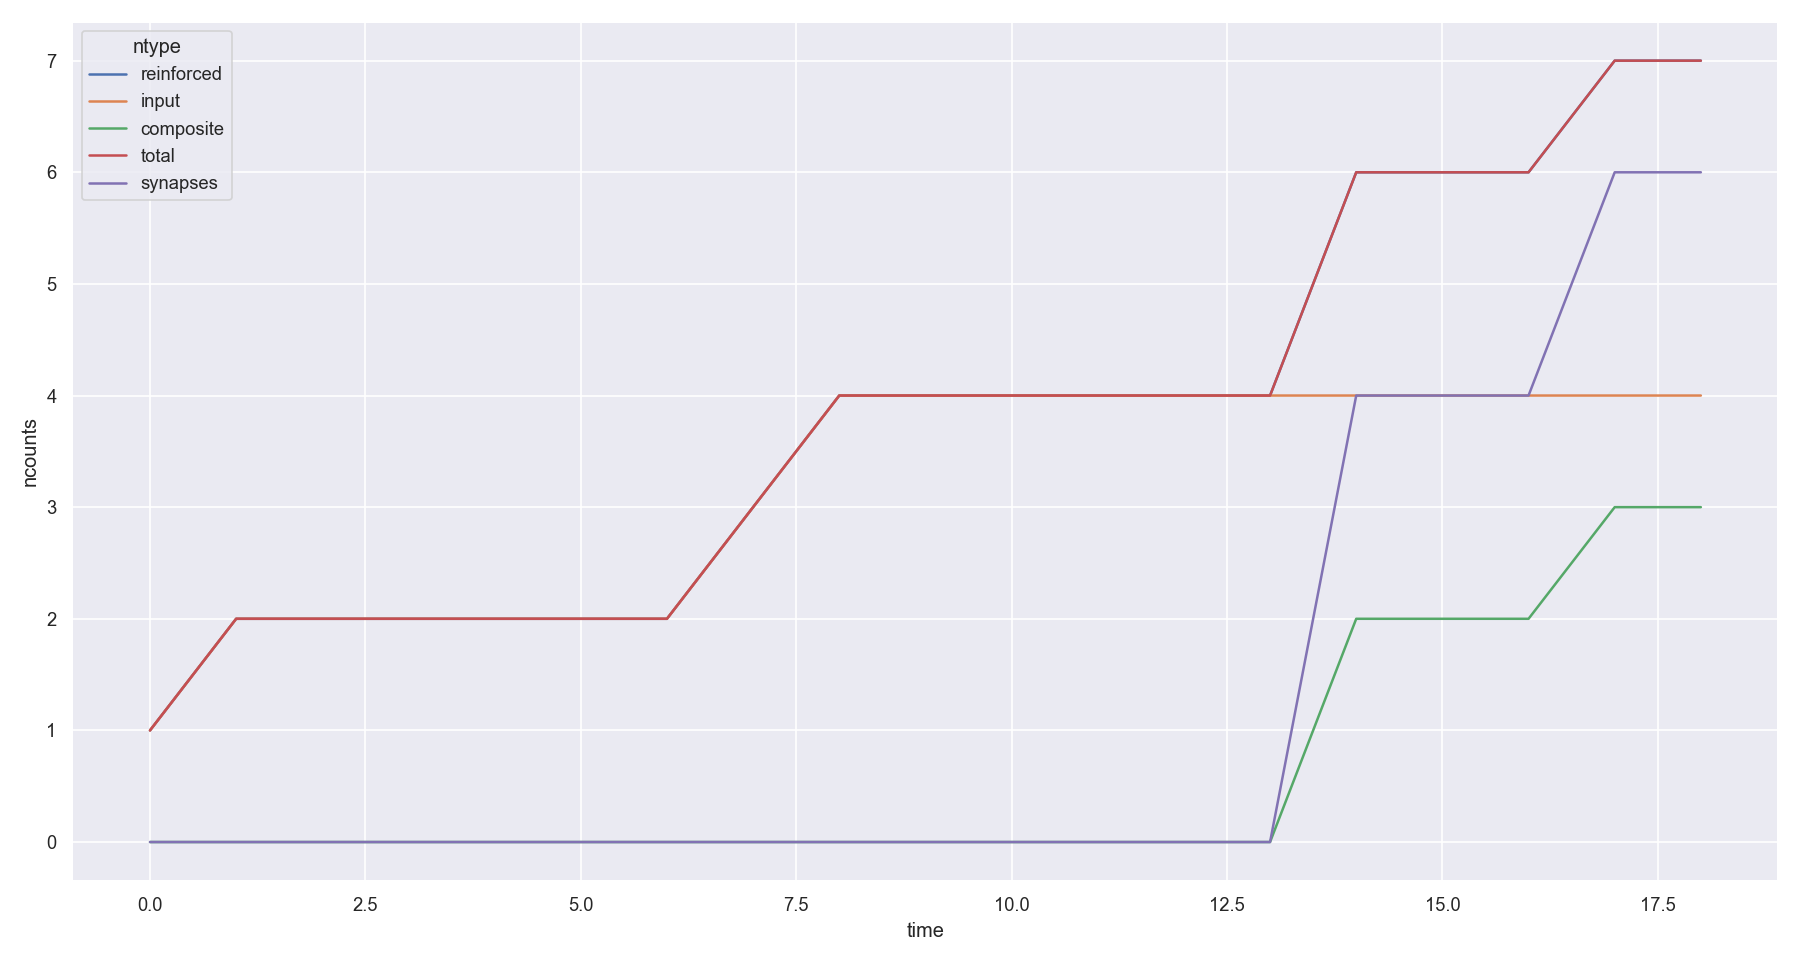 ntype
reinforced
input
composite
total
synapses
7
6
5
4
3
2
1
0
ncounts
0.0 2.5 5.0 7.5 10.0 12.5 15.0 17.5
time